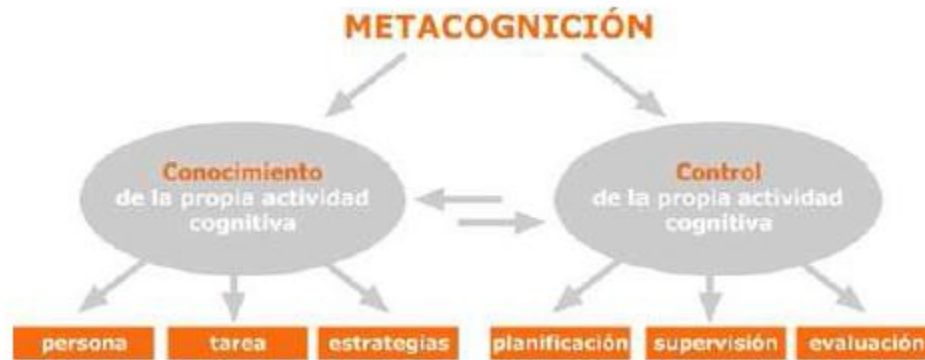 METACOGNICIÓN
Conocimiento
de la propia actividad
cognitiva
Control
de la propia actividad
cognitiva
persona
tarea
estrategias
planificación
supervisión
evaluación